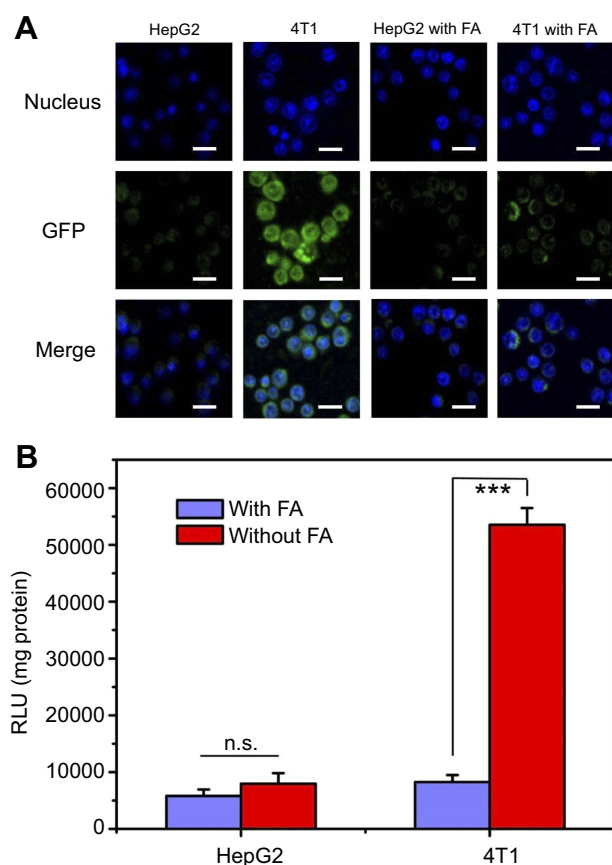 A
HepG2 4T1 HepG2 with FA 4T1 with FA
Nucleus
GFP
Merge
B
60000
50000
40000
30000
20000
10000
0
RLU (mg protein)
With FA
Without FA
***
n.s.
HepG2 4T1